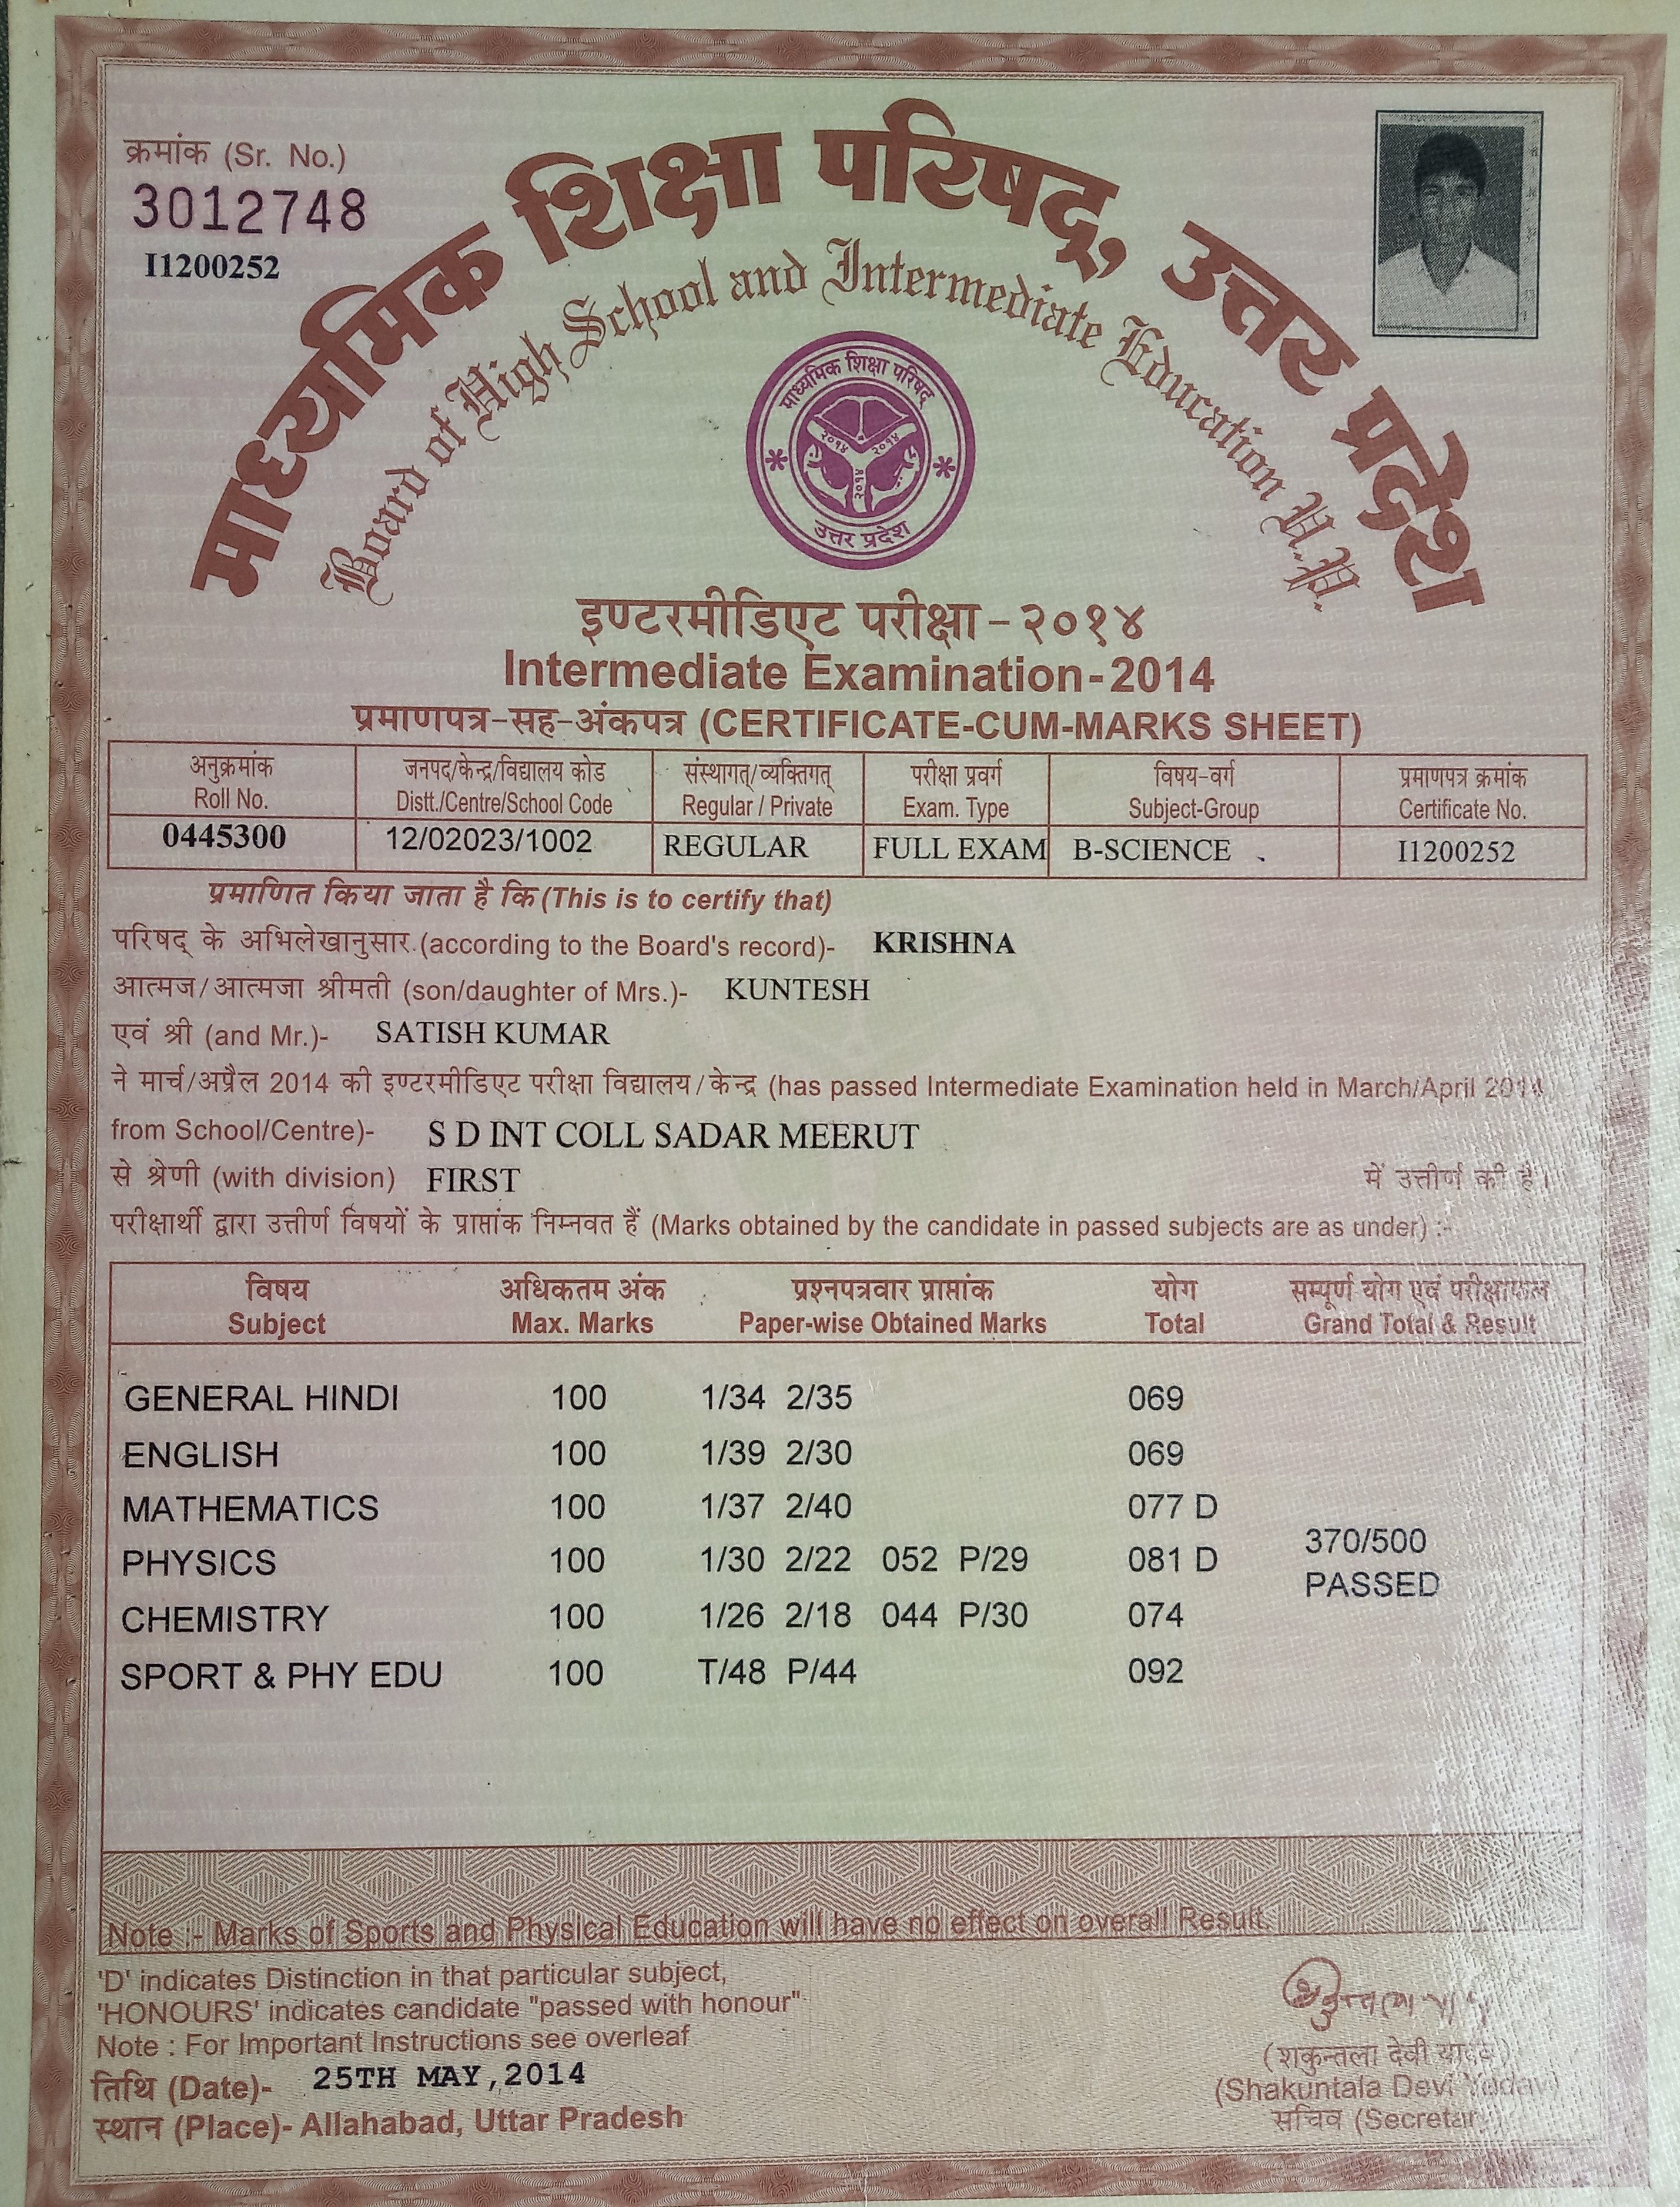 क्रमांक (Sr. No.)
3012748
I1200252
माध्यमिक शिक्षा परिषद्, उत्तर प्रदेश
Board of High School and Intermediate Education U.P.
माध्यमिक शिक्षा परिषद्
२०१४ २०१४
२०१४
उत्तर प्रदेश
इण्टरमीडिएट परीक्षा – २०१४
Intermediate Examination - 2014
प्रमाणपत्र-सह-अंकपत्र (CERTIFICATE-CUM-MARKS SHEET)
अनुक्रमांक जनपद/केन्द्र/विद्यालय कोड संस्थागत्/व्यक्तिगत् परीक्षा प्रवर्ग विषय-वर्ग प्रमाणपत्र क्रमांक
Roll No. Distt./Centre/School Code Regular / Private Exam. Type Subject-Group Certificate No.
0445300 12/02023/1002 REGULAR FULL EXAM B-SCIENCE I1200252
प्रमाणित किया जाता है कि (This is to certify that)
परिषद् के अभिलेखानुसार (according to the Board's record)- KRISHNA
आत्मज/आत्मजा श्रीमती (son/daughter of Mrs.)- KUNTESH
एवं श्री (and Mr.)- SATISH KUMAR
ने मार्च/अप्रैल 2014 की इण्टरमीडिएट परीक्षा विद्यालय/केन्द्र (has passed Intermediate Examination held in March/April 2014
from School/Centre)- S D INT COLL SADAR MEERUT
से श्रेणी (with division) FIRST में उत्तीर्ण की है।
परीक्षार्थी द्वारा उत्तीर्ण विषयों के प्राप्तांक निम्नवत हैं (Marks obtained by the candidate in passed subjects are as under) :-
विषय अधिकतम अंक प्रश्नपत्रवार प्राप्तांक योग सम्पूर्ण योग एवं परीक्षाफल
Subject Max. Marks Paper-wise Obtained Marks Total Grand Total & Result
GENERAL HINDI 100 1/34 2/35 069
ENGLISH 100 1/39 2/30 069
MATHEMATICS 100 1/37 2/40 077 D
370/500
PHYSICS 100 1/30 2/22 052 P/29 081 D
PASSED
CHEMISTRY 100 1/26 2/18 044 P/30 074
SPORT & PHY EDU 100 T/48 P/44 092
Note :- Marks of Sports and Physical Education will have no effect on overall Result.
'D' indicates Distinction in that particular subject,
'HONOURS' indicates candidate "passed with honour"
Note : For Important Instructions see overleaf
तिथि (Date)- 25TH MAY,2014
स्थान (Place)- Allahabad, Uttar Pradesh
(शकुन्तला देवी यादव)
(Shakuntala Devi Yadav)
सचिव (Secretary)